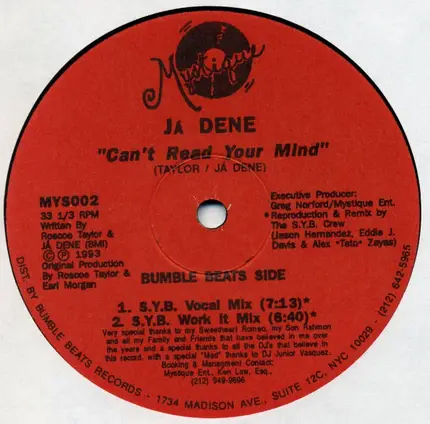 Mystique
JÁ DENE
"Can't Read Your Mind"
(TAYLOR / JÁ DENE)
MYS002
33 1/3 RPM
Written By
Roscoe Taylor &
JÁ DENE (BMI)
℗ 1993
Original Production
By Roscoe Taylor &
Earl Morgan
Executive Producer:
Greg Norford/Mystique Ent.
*Reproduction & Remix by
The S.Y.B. Crew
(Jason Hernandez, Eddie J.
Davis & Alex "Tato" Zayas)
BUMBLE BEATS SIDE
1. S.Y.B. Vocal Mix (7:13)*
2. S.Y.B. Work It Mix (6:40)*
Very special thanks to my Sweetheart Romeo, my Son Rahmon
and all my Family and Friends that have believed in me over
the years and a special thanks to all the DJ's that believe in
this record, with a special "Mad" thanks to DJ Junior Vasquez.
Booking & Managment Contact:
Mystique Ent., Ken Law, Esq.
(212) 949-9696
DIST. BY BUMBLE BEATS RECORDS - 1734 MADISON AVE., SUITE 12C, NYC 10029 - (212) 642-5965